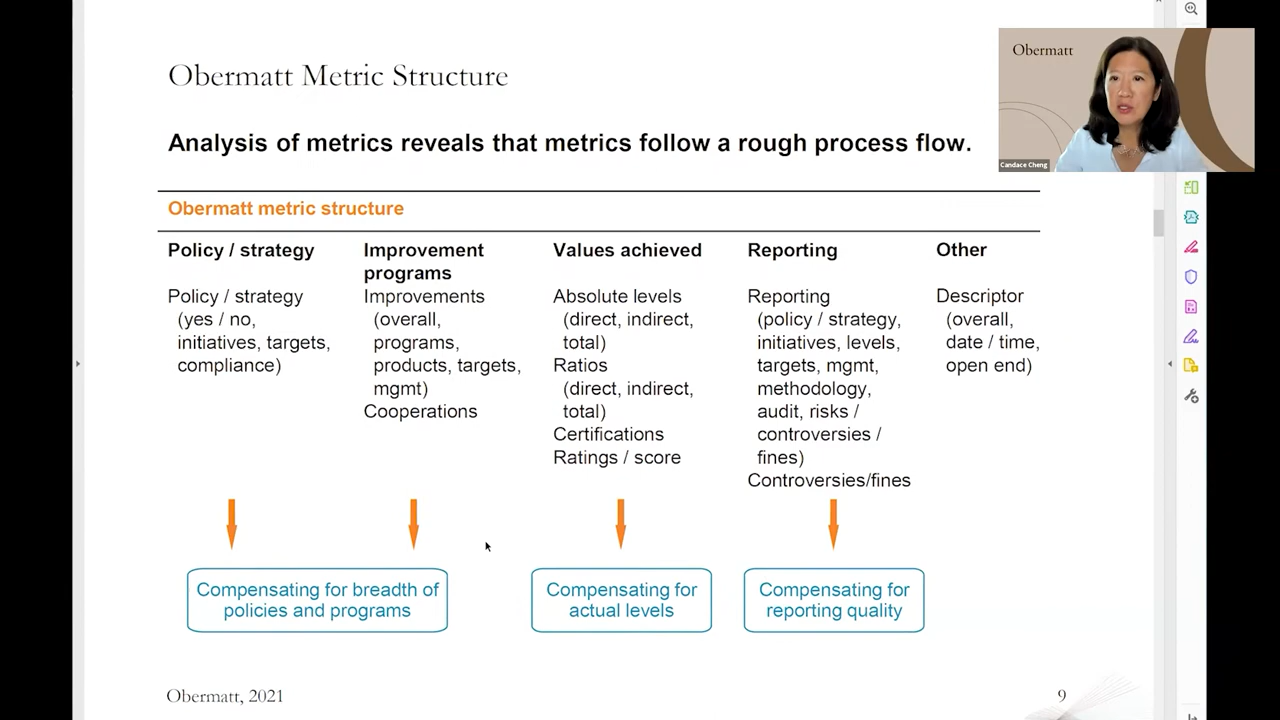 Obermatt Metric Structure
Obermatt
Candace Cheng
Analysis of metrics reveals that metrics follow a rough process flow.
Obermatt metric structure
Policy / strategy
Policy / strategy
(yes / no,
initiatives, targets,
compliance)
Improvement
programs
Improvements
(overall,
programs,
products, targets,
mgmt)
Cooperations
Values achieved
Absolute levels
(direct, indirect,
total)
Ratios
(direct, indirect,
total)
Certifications
Ratings / score
Reporting
Reporting
(policy / strategy,
initiatives, levels,
targets, mgmt,
methodology,
audit, risks /
controversies /
fines)
Controversies/fines
Other
Descriptor
(overall,
date / time,
open end)
Compensating for breadth of
policies and programs
Compensating for
actual levels
Compensating for
reporting quality
Obermatt, 2021
9